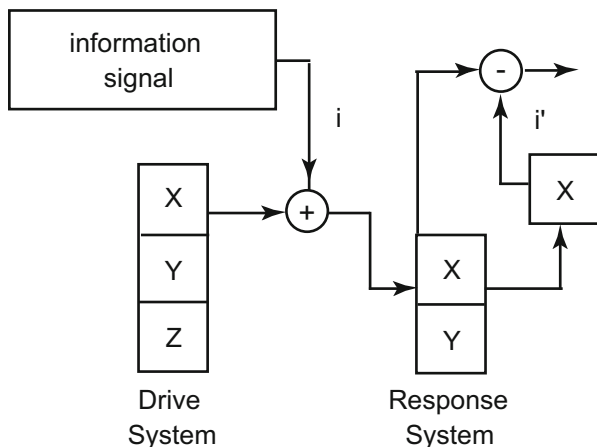 information
signal
-
i
i'
X
X
+
Y
X
Z
Y
Drive
System
Response
System